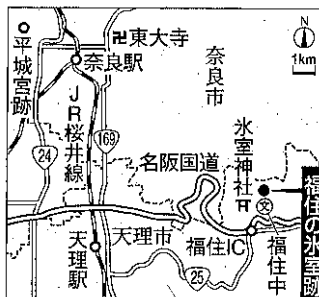 N
1km
平城宮跡
卍東大寺
奈良駅
奈良市
JR桜井線
169
24
名阪国道
氷室神社
文
福住の氷室跡
福住中
天理市
福住IC
天理駅
25